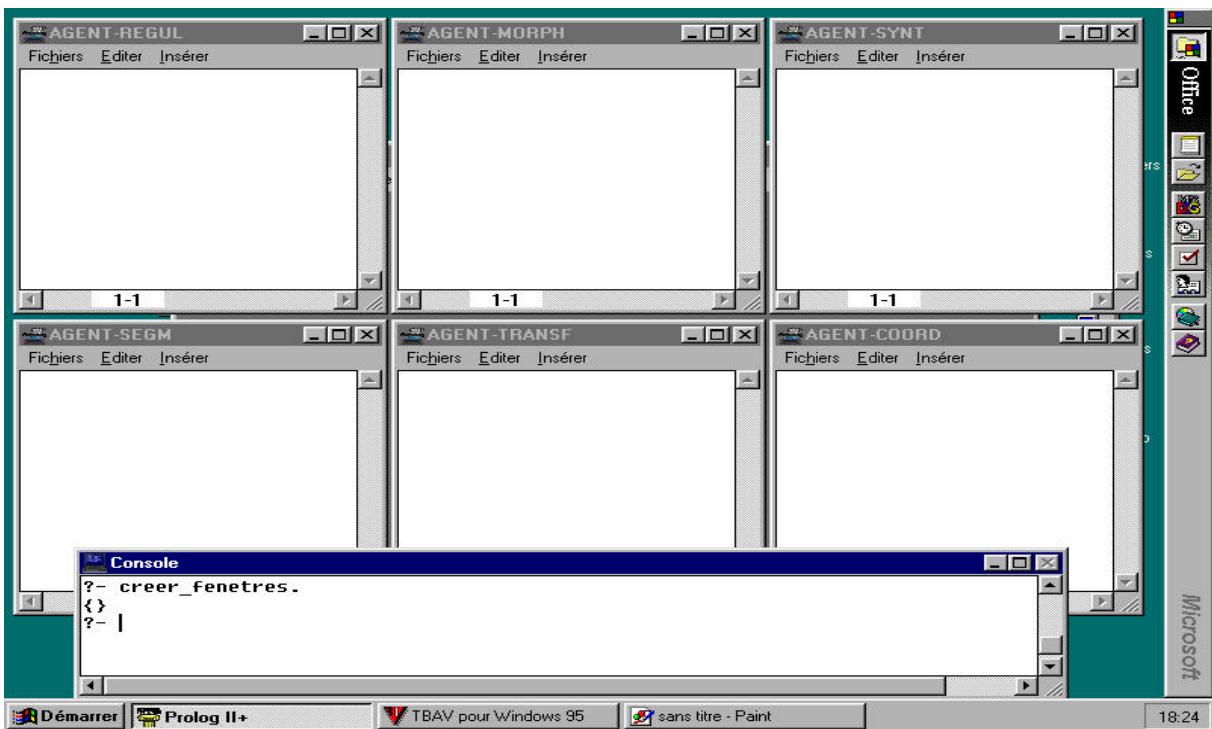 AGENT-REGUL
Fichiers Editer Insérer
1-1
AGENT-MORPH
Fichiers Editer Insérer
1-1
AGENT-SYNT
Fichiers Editer Insérer
1-1
AGENT-SEGM
Fichiers Editer Insérer
AGENT-TRANSF
Fichiers Editer Insérer
AGENT-COORD
Fichiers Editer Insérer
Console
?- creer_fenetres.
{}
?-
Office
Microsoft
Démarrer
Prolog II+
TBAV pour Windows 95
sans titre - Paint
18:24